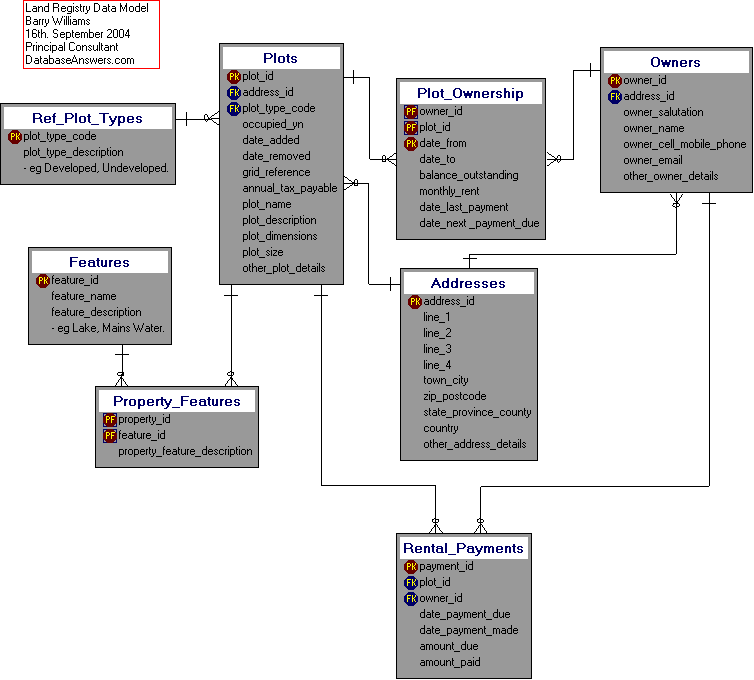 Land Registry Data Model
Barry Williams
16th. September 2004
Principal Consultant
DatabaseAnswers.com
Plots
PK plot_id
FK address_id
FK plot_type_code
occupied_yn
date_added
date_removed
grid_reference
annual_tax_payable
plot_name
plot_description
plot_dimensions
plot_size
other_plot_details
Plot_Ownership
PF owner_id
PF plot_id
PK date_from
date_to
balance_outstanding
monthly_rent
date_last_payment
date_next _payment_due
Owners
PK owner_id
FK address_id
owner_salutation
owner_name
owner_cell_mobile_phone
owner_email
other_owner_details
Ref_Plot_Types
PK plot_type_code
plot_type_description
- eg Developed, Undeveloped.
Features
PK feature_id
feature_name
feature_description
- eg Lake, Mains Water.
Addresses
PK address_id
line_1
line_2
line_3
line_4
town_city
zip_postcode
state_province_county
country
other_address_details
Property_Features
PF property_id
PF feature_id
property_feature_description
Rental_Payments
PK payment_id
FK plot_id
FK owner_id
date_payment_due
date_payment_made
amount_due
amount_paid